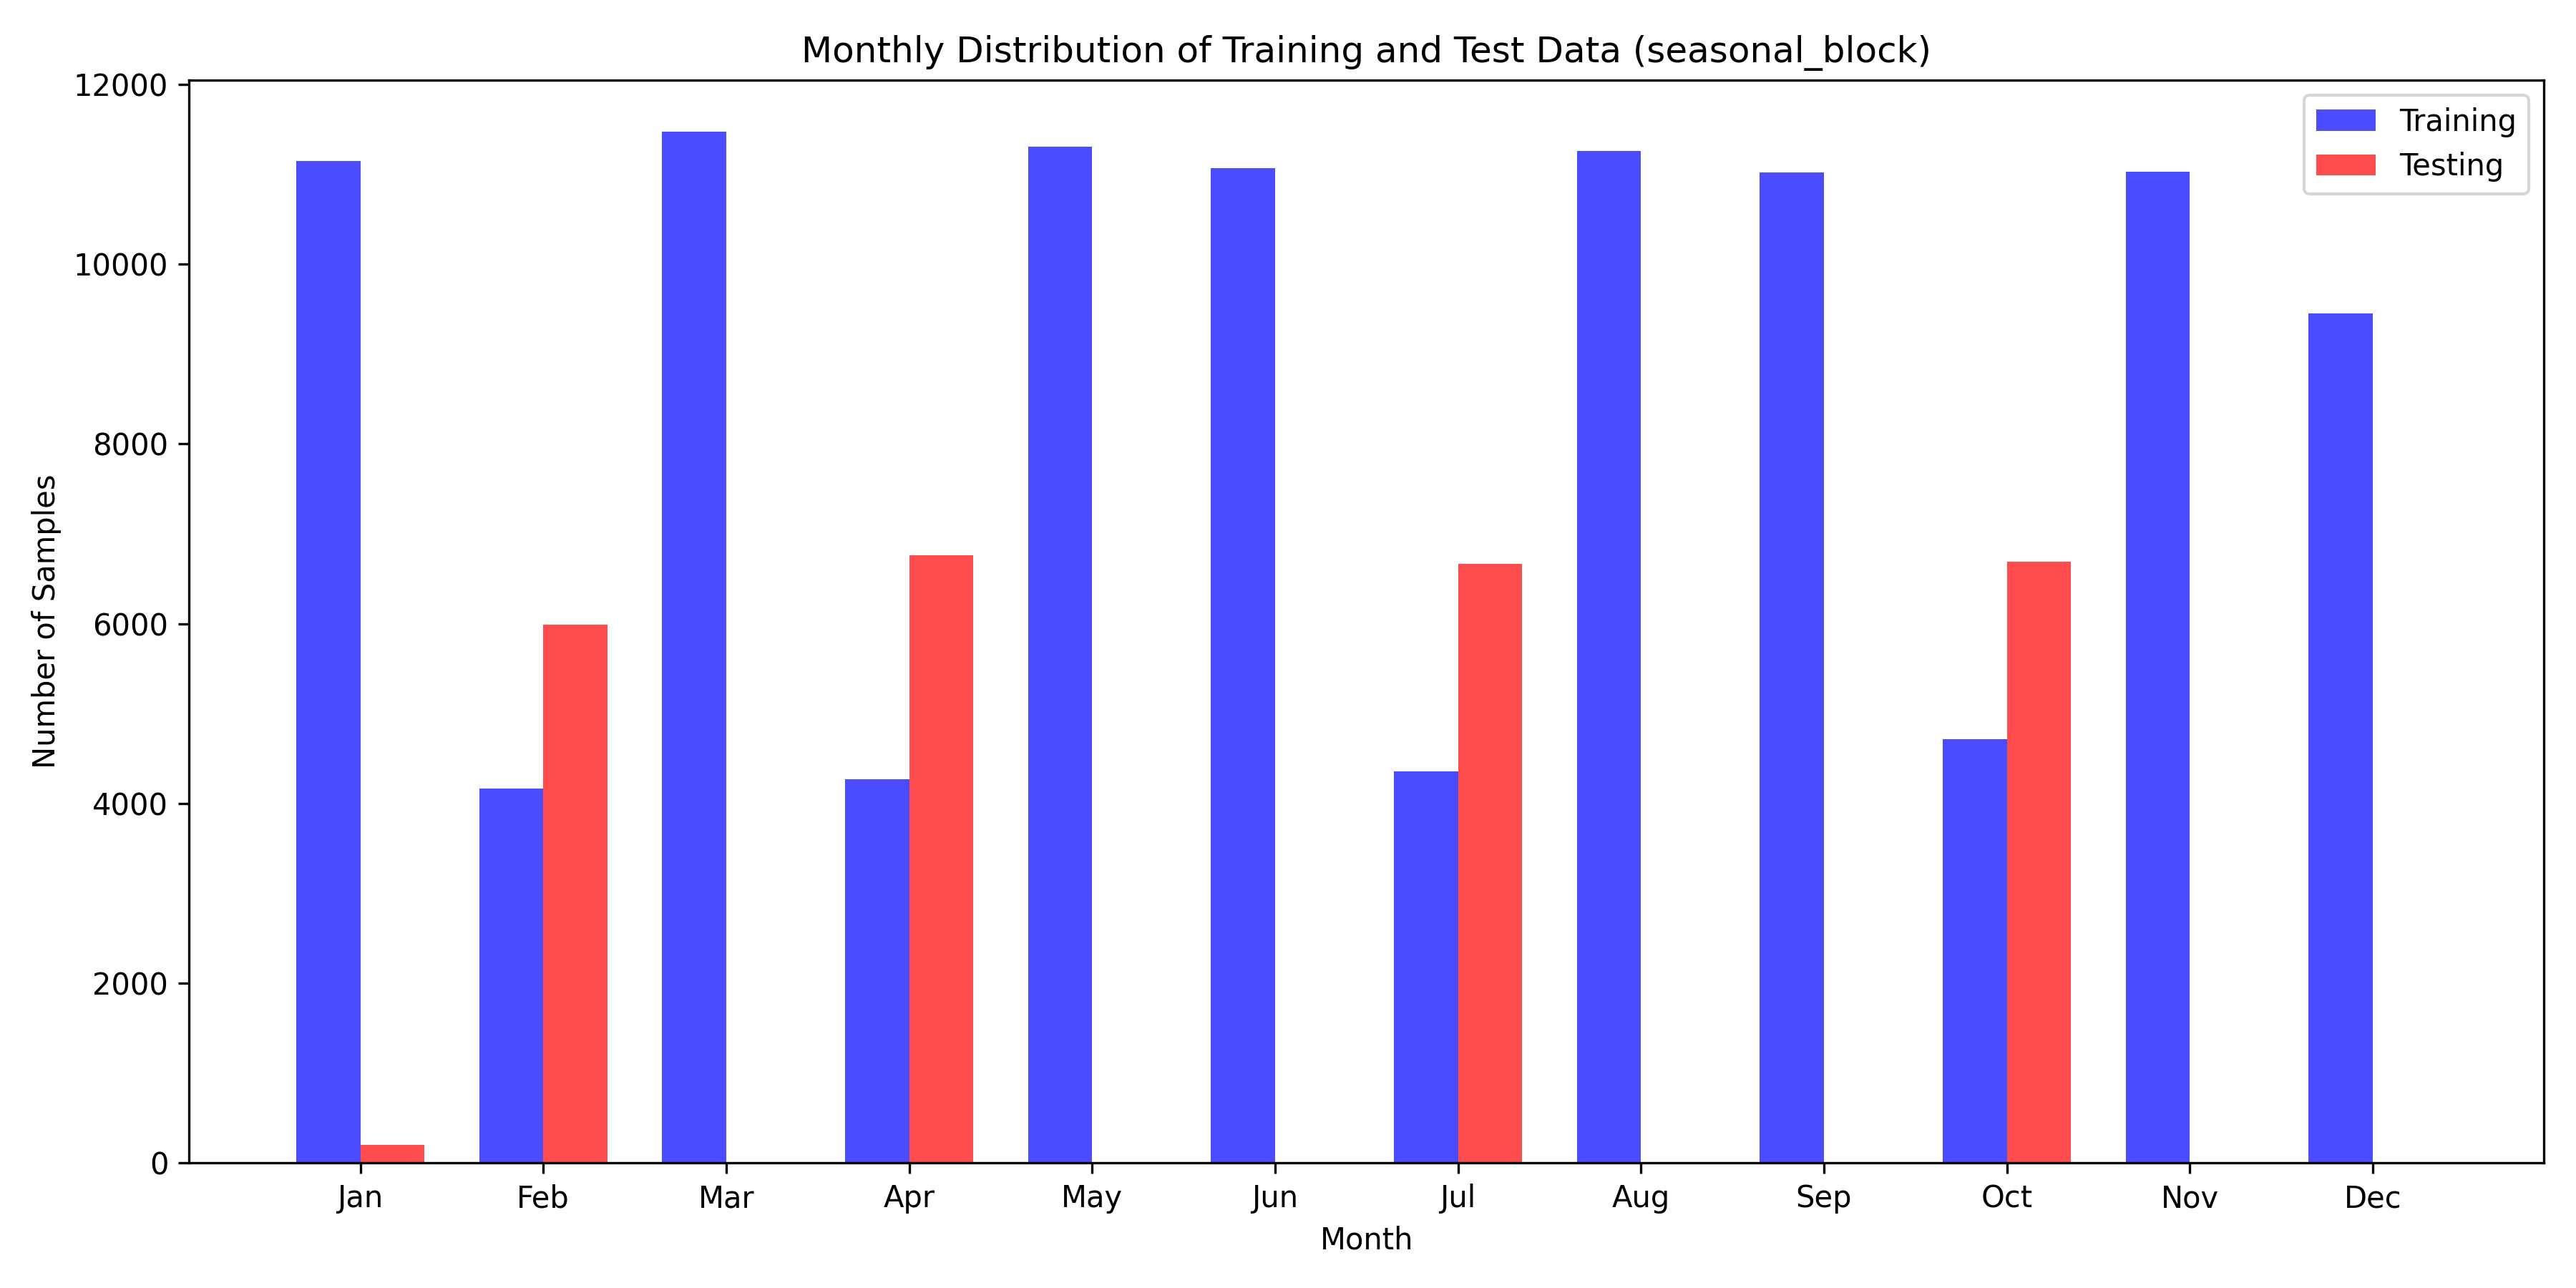 Monthly Distribution of Training and Test Data (seasonal_block)
12000
10000
8000
6000
4000
2000
0
Number of Samples
Training
Testing
Jan Feb Mar Apr May Jun Jul Aug Sep Oct Nov Dec
Month